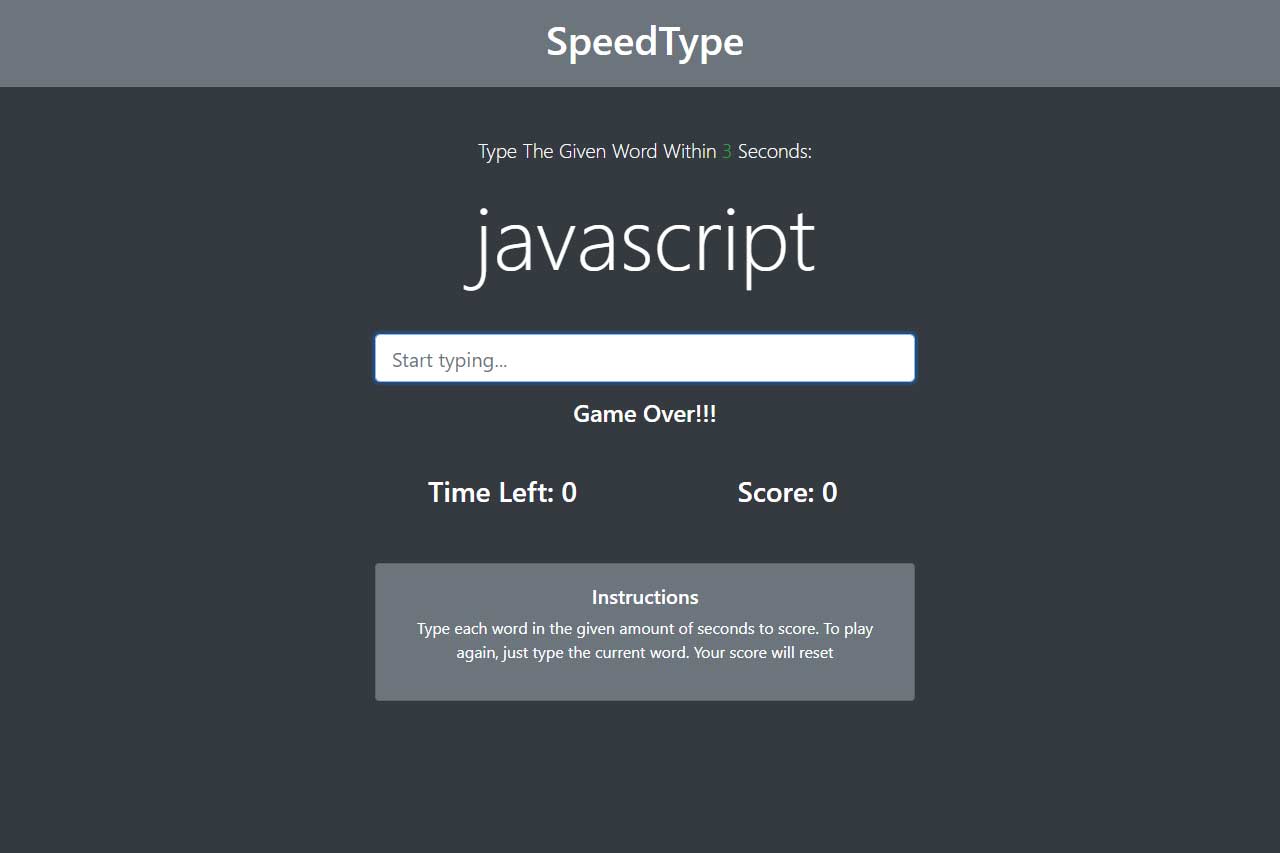 SpeedType
Type The Given Word Within 3 Seconds:
javascript
Start typing...
Game Over!!!
Time Left: 0 Score: 0
Instructions
Type each word in the given amount of seconds to score. To play
again, just type the current word. Your score will reset